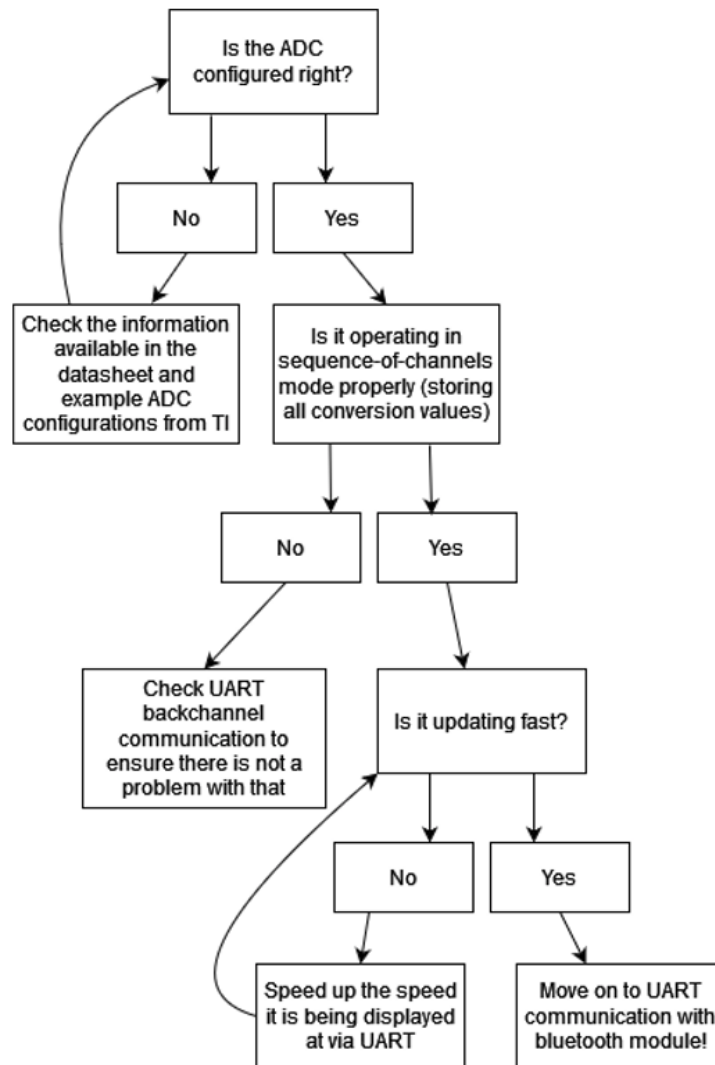 Is the ADC
configured right?
No
Yes
Check the information
available in the
datasheet and
example ADC
configurations from TI
Is it operating in
sequence-of-channels
mode properly (storing
all conversion values)
No
Yes
Check UART
backchannel
communication to
ensure there is not a
problem with that
Is it updating fast?
No
Yes
Speed up the speed
it is being displayed
at via UART
Move on to UART
communication with
bluetooth module!